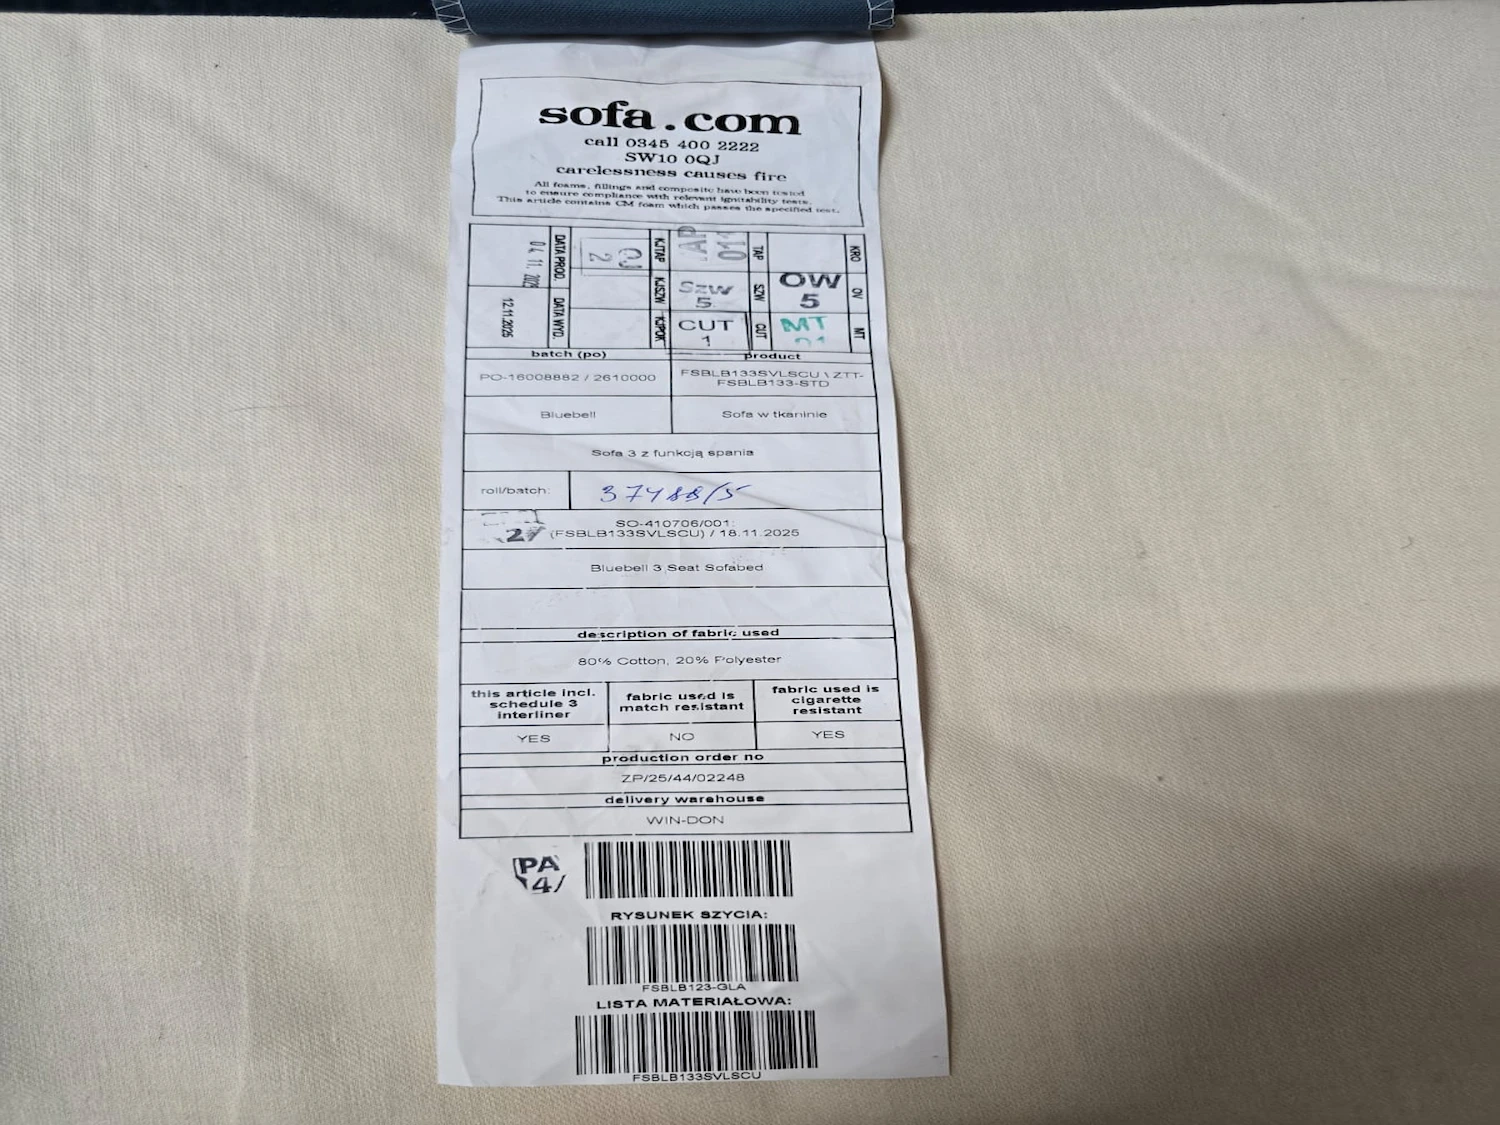 sofa.com
call 0345 400 2222
SW10 0QJ
carelessness causes fire
All foams, fillings and composite have been tested
to ensure compliance with relevant ignitability tests.
This article contains CM foam which passes the specified test.
KRO
OV
MT
OW
5
MT
TAP
SZW
CUT
Szw
5
CUT
1
KJTAP
KJSZW
KJPOK
2
DATA PROD.
DATA WYD.
04.11.
12.11.2025
batch (po) product
PO-16008882 / 2610000 FSBLB133SVLSCU \ ZTT-
FSBLB133-STD
Bluebell Sofa w tkaninie
Sofa 3 z funkcją spania
roll/batch: 37488/5
SO-410706/001:
(FSBLB133SVLSCU) / 18.11.2025
Bluebell 3 Seat Sofabed
description of fabric used
80% Cotton, 20% Polyester
this article incl.
schedule 3
interliner
fabric used is
match resistant
fabric used is
cigarette
resistant
YES NO YES
production order no
ZP/25/44/02248
delivery warehouse
WIN-DON
PA
RYSUNEK SZYCIA:
FSBLB123-GLA
LISTA MATERIAŁOWA:
FSBLB133SVLSCU